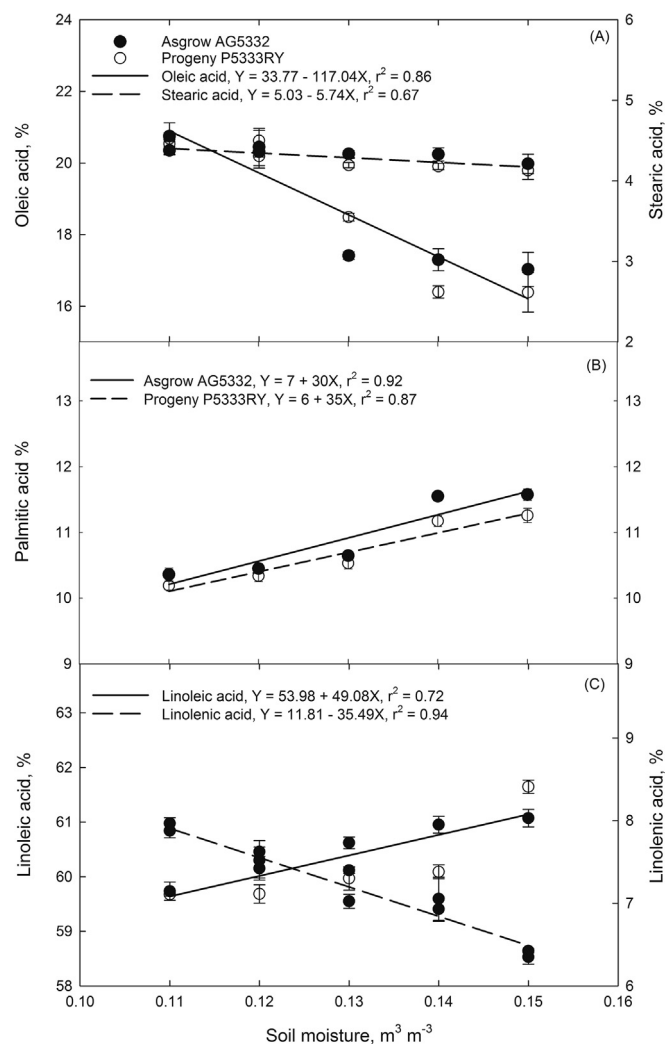 (A)
Asgrow AG5332
Progeny P5333RY
Oleic acid, Y = 33.77 - 117.04X, r² = 0.86
Stearic acid, Y = 5.03 - 5.74X, r² = 0.67
24
22
20
18
16
6
5
4
3
2
Oleic acid, %
Stearic acid, %
(B)
Asgrow AG5332, Y = 7 + 30X, r² = 0.92
Progeny P5333RY, Y = 6 + 35X, r² = 0.87
13
12
11
10
9
13
12
11
10
9
Palmitic acid %
(C)
Linoleic acid, Y = 53.98 + 49.08X, r² = 0.72
Linolenic acid, Y = 11.81 - 35.49X, r² = 0.94
63
62
61
60
59
58
9
8
7
6
Linoleic acid, %
Linolenic acid, %
0.10 0.11 0.12 0.13 0.14 0.15 0.16
Soil moisture, m³ m⁻³